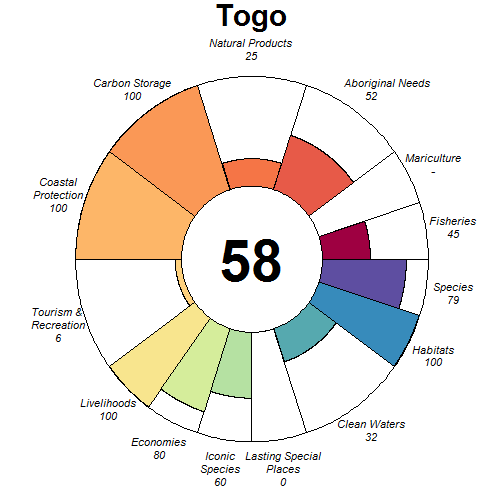 Togo
Natural Products
25
Carbon Storage
100
Aboriginal Needs
52
Mariculture
-
Coastal
Protection
100
Fisheries
45
58
Species
79
Tourism &
Recreation
6
Habitats
100
Livelihoods
100
Clean Waters
32
Economies
80
Iconic
Species
60
Lasting Special
Places
0